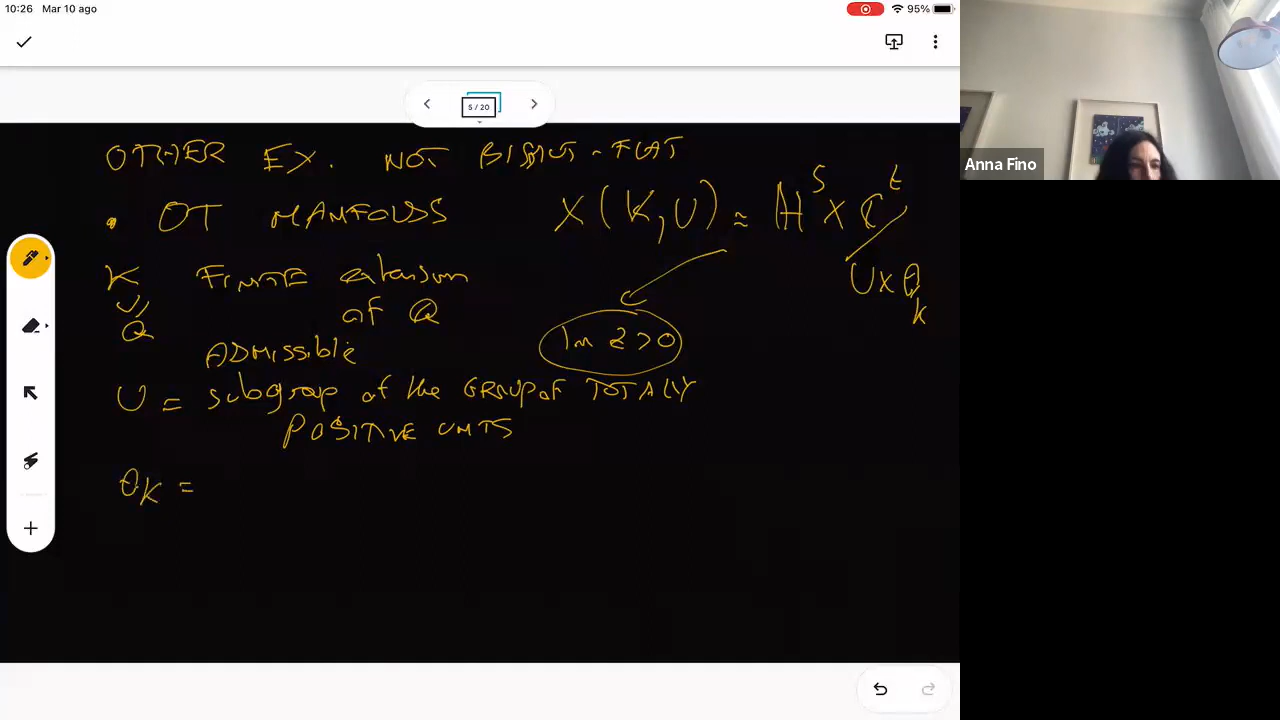 10:26 Mar 10 ago
95%
5 / 20
Anna Fino
OTHER EX. NOT BISMUT-FLAT
• OT MANIFOLDS X(K,U) ≈ ℍ^s x ℂ^t / U x O_K
K FINITE extension
∪/
Q of Q
Im z > 0
ADMISSIBLE
U = subgroup of the GROUP of TOTALLY
POSITIVE UNITS
O_K =